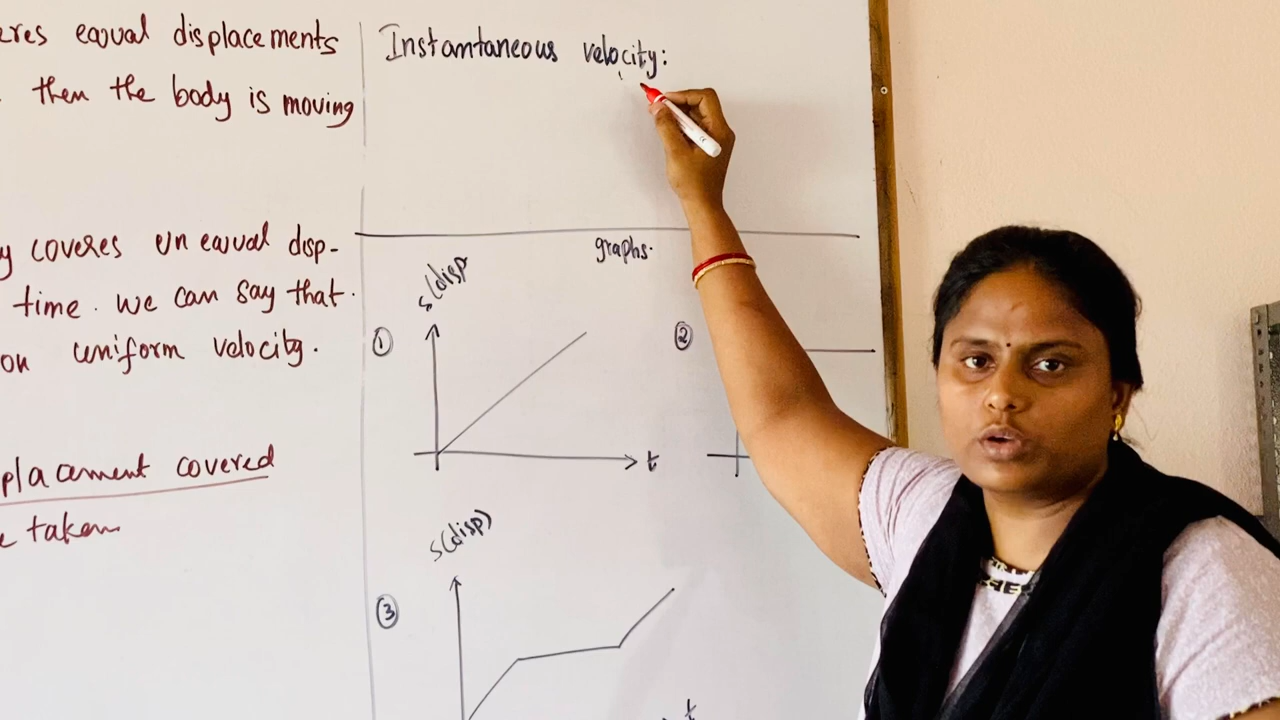 eres equal displacements
then the body is moving
y coveres un equal disp-
time. we can say that.
on uniform velocity.
placement covered
e taken
Instamtaneous velocity:
graphs.
① s(disp
t
②
③ s(disp)
t